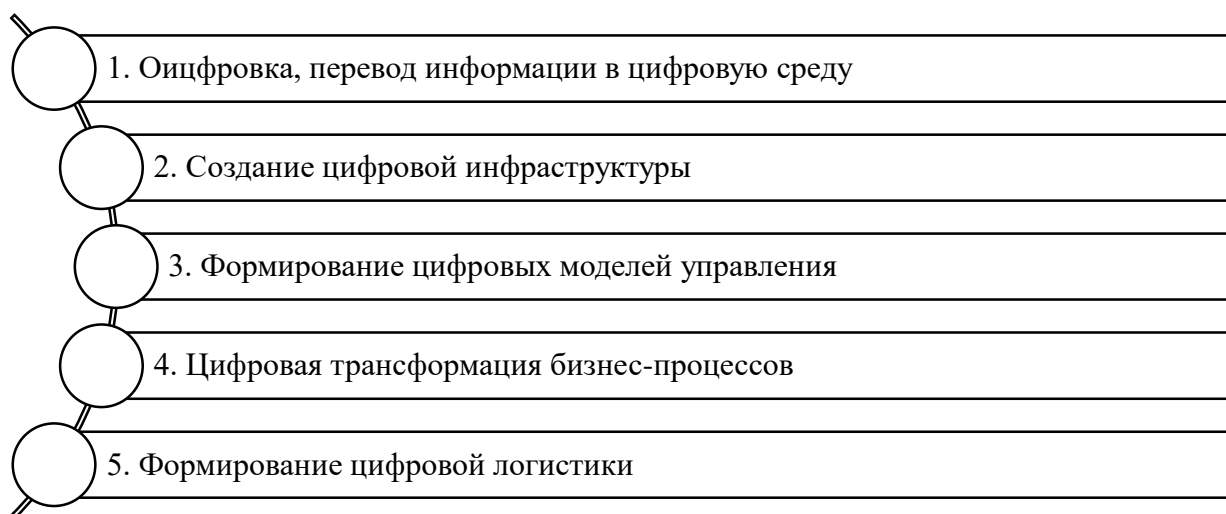 1. Оицфровка, перевод информации в цифровую среду
2. Создание цифровой инфраструктуры
3. Формирование цифровых моделей управления
4. Цифровая трансформация бизнес-процессов
5. Формирование цифровой логистики